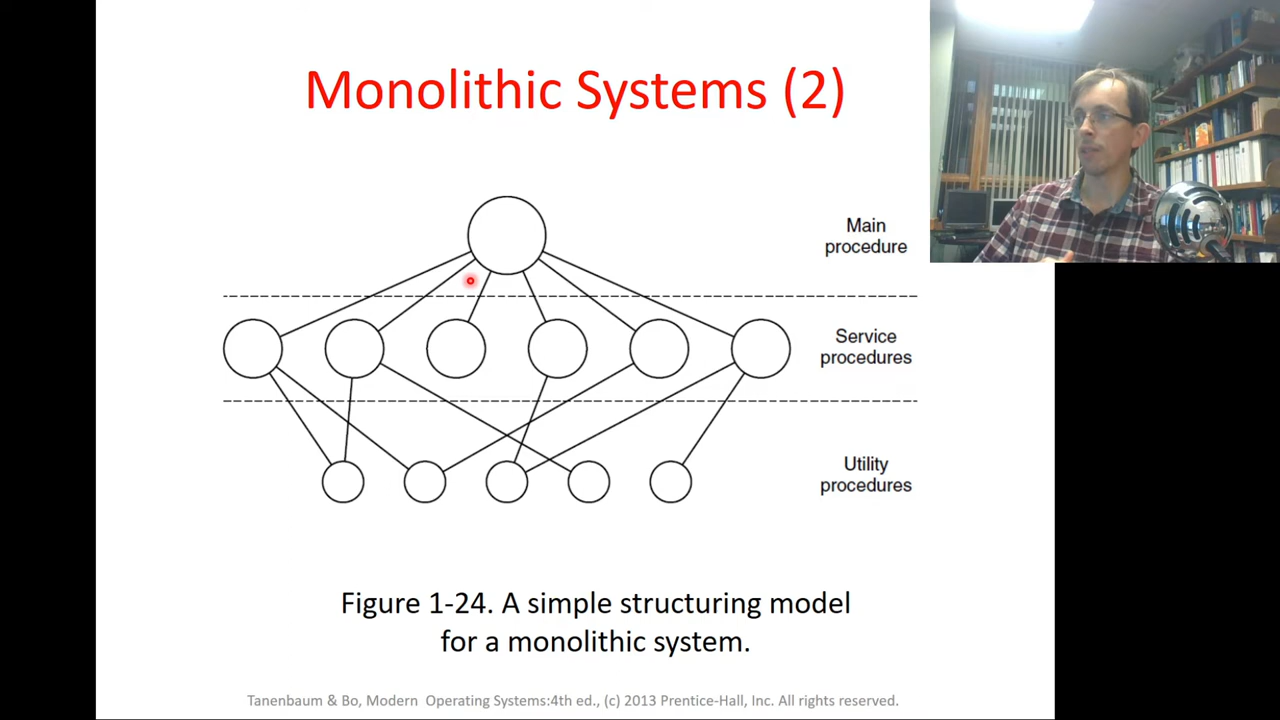 Monolithic Systems (2)
Main
procedure
Service
procedures
Utility
procedures
Figure 1-24. A simple structuring model
for a monolithic system.
Tanenbaum & Bo, Modern  Operating Systems:4th ed., (c) 2013 Prentice-Hall, Inc. All rights reserved.